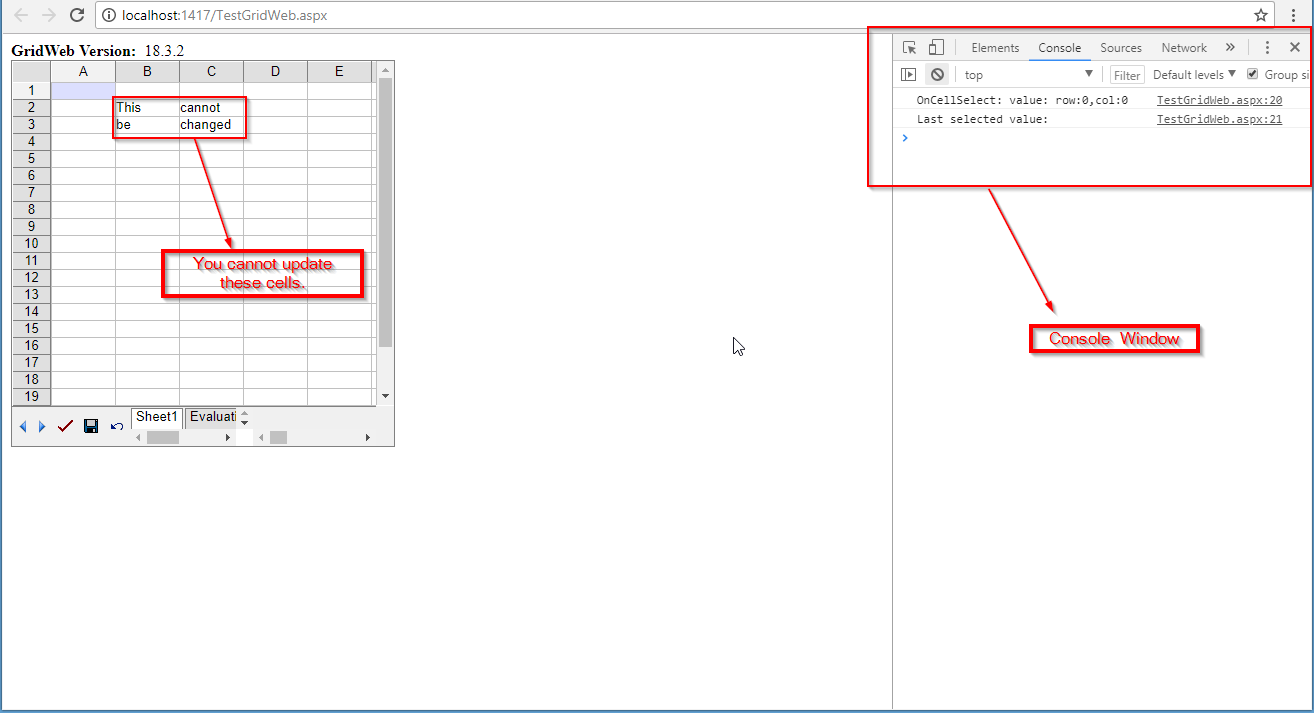 localhost:1417/TestGridWeb.aspx
GridWeb Version: 18.3.2
A B C D E
1
2 This cannot
3 be changed
4
5
6
7
8
9
10
11
12
13
14
15
16
17
18
19
You cannot update
these cells.
Sheet1 Evaluati
Elements Console Sources Network »
top Filter Default levels Group si
OnCellSelect: value: row:0,col:0 TestGridWeb.aspx:20
Last selected value: TestGridWeb.aspx:21
Console Window